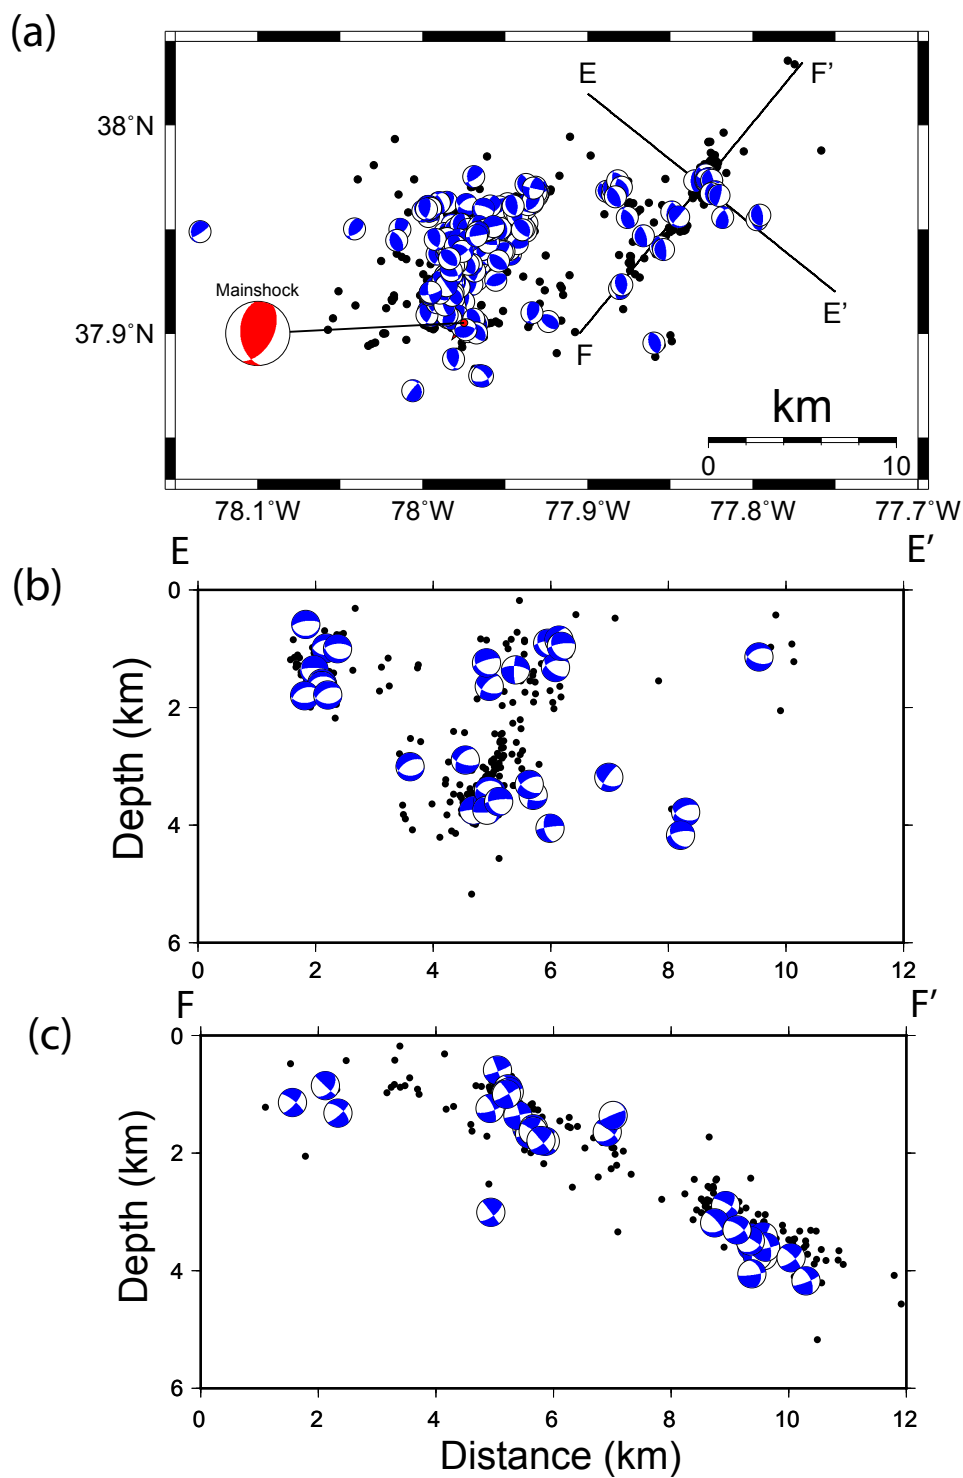 (a)
E
F'
38˚N
Mainshock
37.9˚N
F
E'
km
0 10
78.1˚W 78˚W 77.9˚W 77.8˚W 77.7˚W
E E'
(b)
0
2
4
6
Depth (km)
0 2 4 6 8 10 12
F F'
(c)
0
2
4
6
Depth (km)
0 2 4 6 8 10 12
Distance (km)